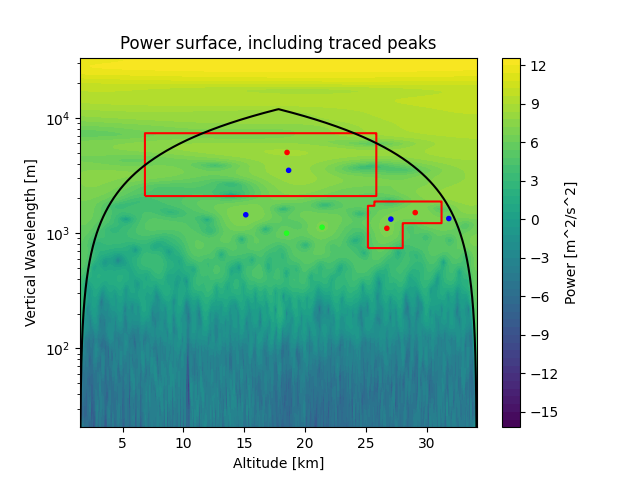 Power surface, including traced peaks
Vertical Wavelength [m]
10^4
10^3
10^2
5 10 15 20 25 30
Altitude [km]
12
9
6
3
0
−3
−6
−9
−12
−15
Power [m^2/s^2]